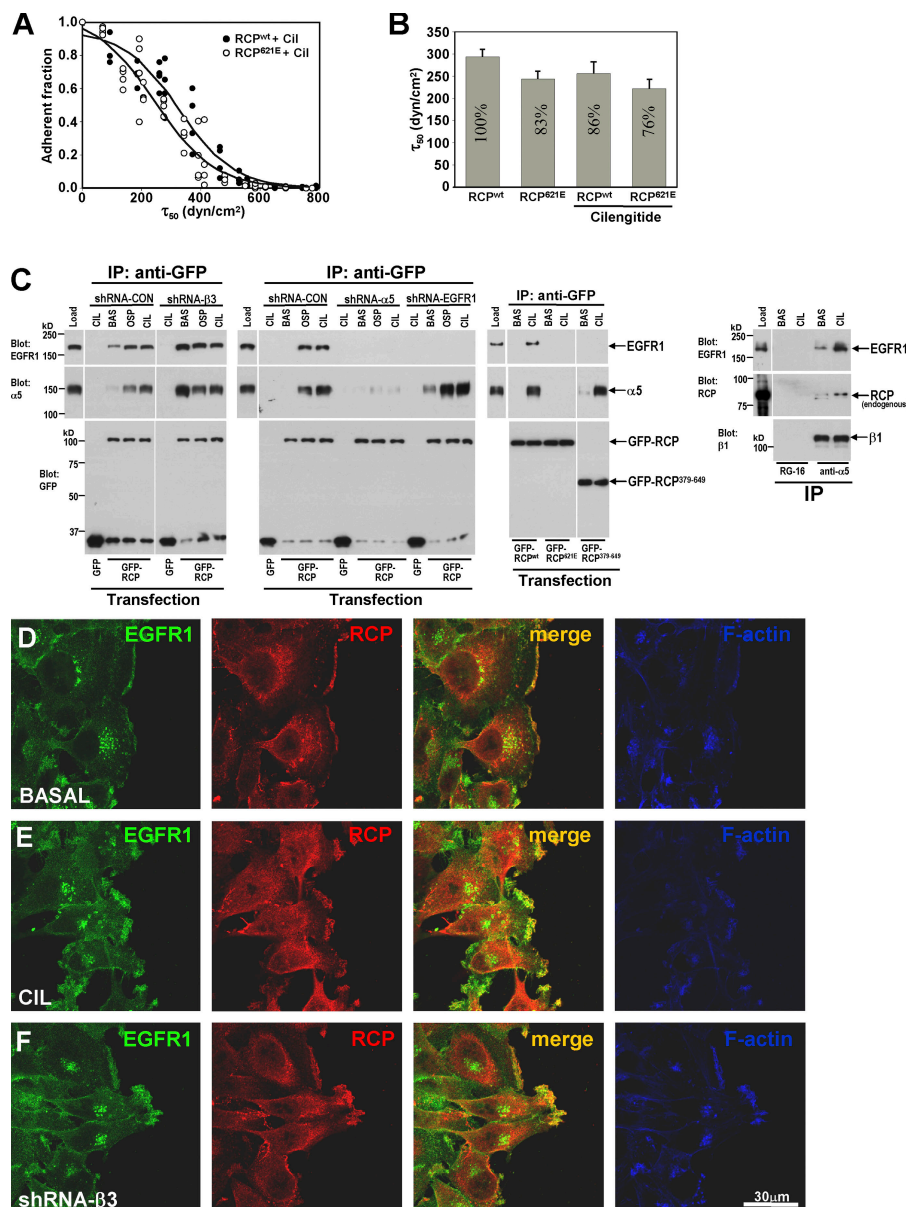 A
Adherent fraction
1.0
0.8
0.6
0.4
0.2
0.0
0
200
400
600
800
τ50 (dyn/cm²)
RCPwt + Cil
RCP621E + Cil
B
τ50 (dyn/cm²)
350
300
250
200
150
100
50
0
100%
83%
86%
76%
RCPwt
RCP621E
RCPwt
RCP621E
Cilengitide
C
IP: anti-GFP
shRNA-CON
shRNA-β3
Load
CIL
BAS
OSP
CIL
CIL
BAS
OSP
CIL
kD
Blot:
EGFR1
250
150
Blot:
α5
150
100
Blot:
GFP
100
75
50
37
GFP
GFP-
RCP
GFP
GFP-
RCP
Transfection
IP: anti-GFP
shRNA-CON
shRNA-α5
shRNA-EGFR1
Load
CIL
BAS
OSP
CIL
CIL
BAS
OSP
CIL
CIL
BAS
OSP
CIL
GFP
GFP-
RCP
GFP
GFP-
RCP
GFP
GFP-
RCP
Transfection
IP: anti-GFP
Load
BAS
CIL
BAS
CIL
BAS
CIL
EGFR1
α5
GFP-RCP
GFP-RCP379-649
GFP-
RCPwt
GFP-
RCP621E
GFP-
RCP379-649
Transfection
Load
BAS
CIL
BAS
CIL
kD
Blot:
EGFR1
250
150
EGFR1
Blot:
RCP
100
75
RCP
(endogenous)
Blot:
β1
kD
100
β1
RG-16
anti-α5
IP
D
EGFR1
RCP
merge
F-actin
BASAL
E
EGFR1
RCP
merge
F-actin
CIL
F
EGFR1
RCP
merge
F-actin
shRNA-β3
30µm